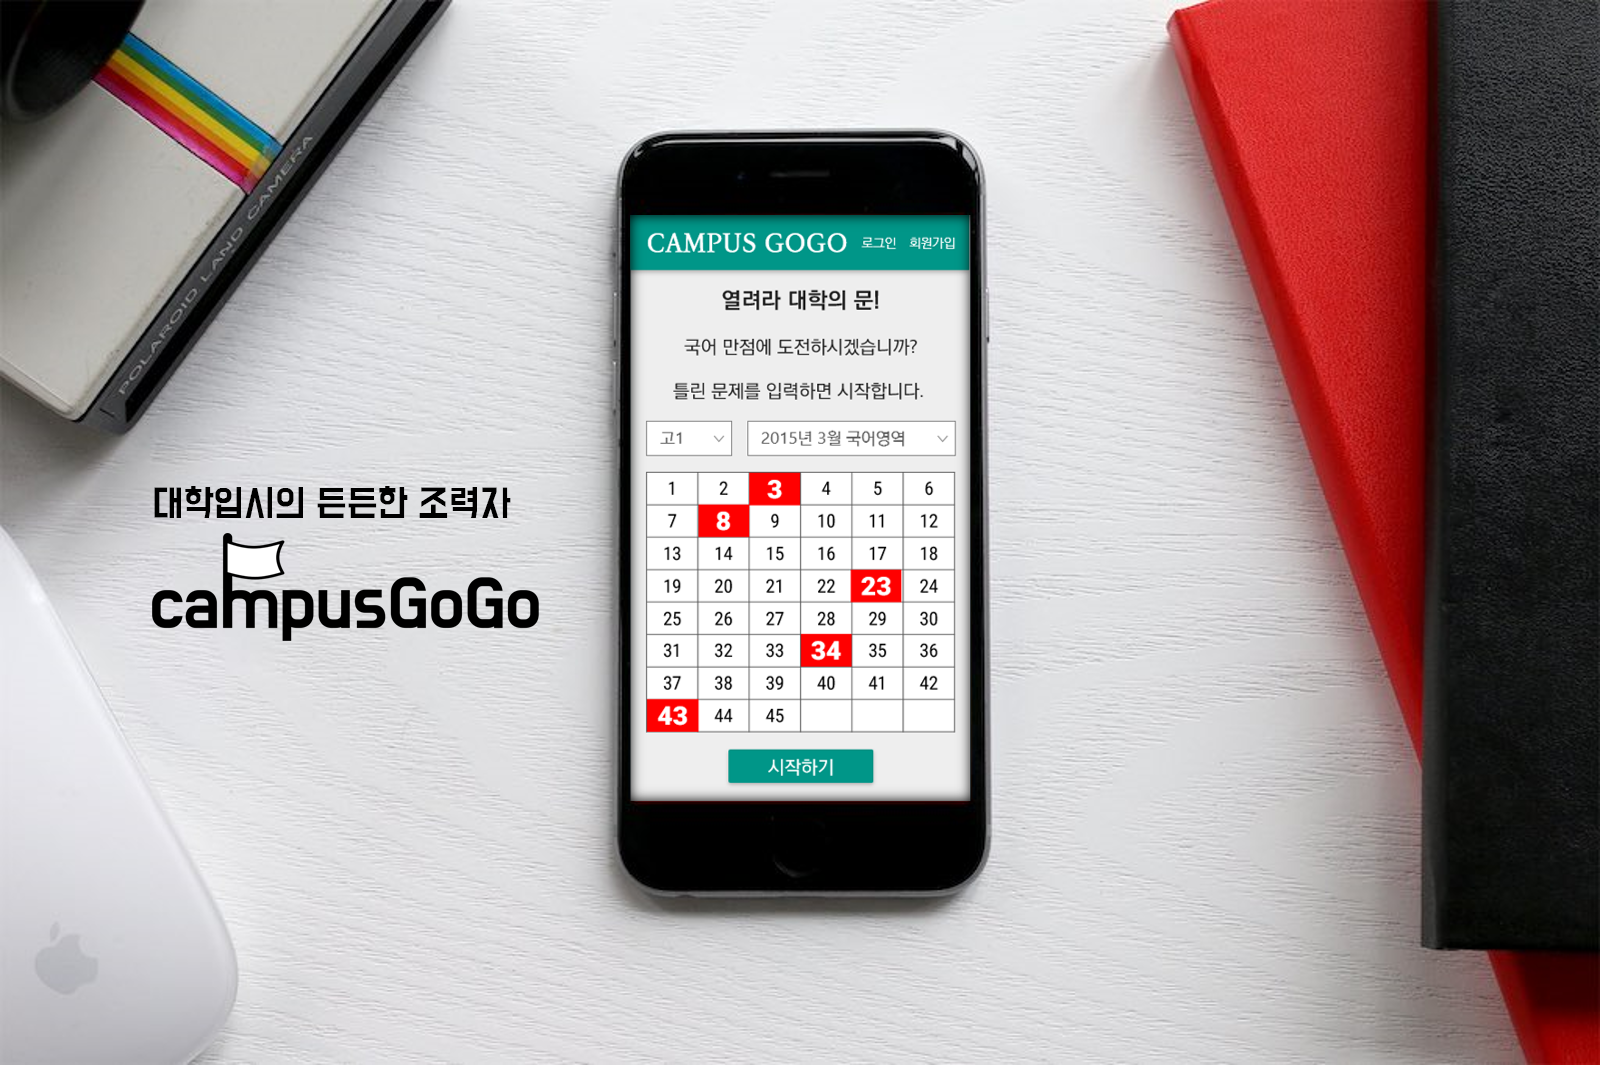 POLAROID LAND CAMERA
대학입시의 든든한 조력자
campusGoGo
CAMPUS GOGO 로그인 회원가입
열려라 대학의 문!
국어 만점에 도전하시겠습니까?
틀린 문제를 입력하면 시작합니다.
고1 2015년 3월 국어영역
1 2 3 4 5 6
7 8 9 10 11 12
13 14 15 16 17 18
19 20 21 22 23 24
25 26 27 28 29 30
31 32 33 34 35 36
37 38 39 40 41 42
43 44 45
시작하기